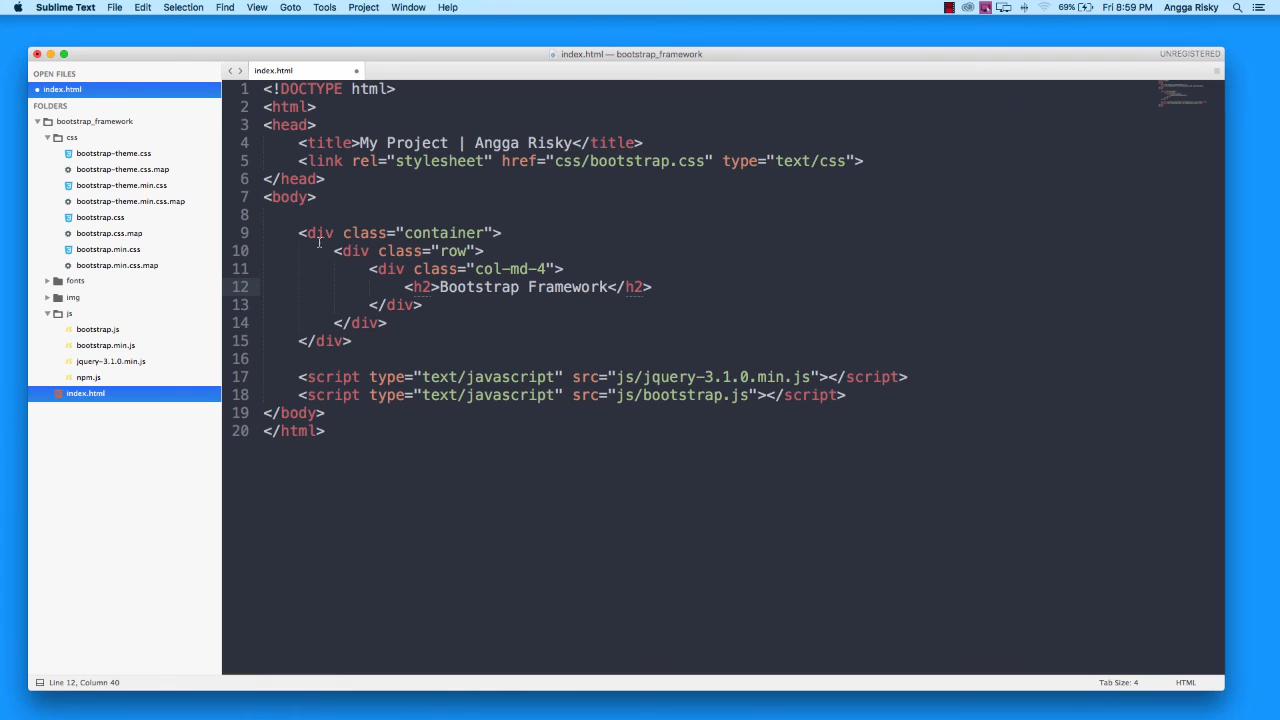 Sublime Text File Edit Selection Find View Goto Tools Project Window Help 69% Fri 8:59 PM Angga Risky
index.html — bootstrap_framework UNREGISTERED
OPEN FILES
index.html
FOLDERS
bootstrap_framework
css
bootstrap-theme.css
bootstrap-theme.css.map
bootstrap-theme.min.css
bootstrap-theme.min.css.map
bootstrap.css
bootstrap.css.map
bootstrap.min.css
bootstrap.min.css.map
fonts
img
js
bootstrap.js
bootstrap.min.js
jquery-3.1.0.min.js
npm.js
index.html
index.html
1 <!DOCTYPE html>
2 <html>
3 <head>
4 <title>My Project | Angga Risky</title>
5 <link rel="stylesheet" href="css/bootstrap.css" type="text/css">
6 </head>
7 <body>
8
9 <div class="container">
10 <div class="row">
11 <div class="col-md-4">
12 <h2>Bootstrap Framework</h2>
13 </div>
14 </div>
15 </div>
16
17 <script type="text/javascript" src="js/jquery-3.1.0.min.js"></script>
18 <script type="text/javascript" src="js/bootstrap.js"></script>
19 </body>
20 </html>
Line 12, Column 40 Tab Size: 4 HTML